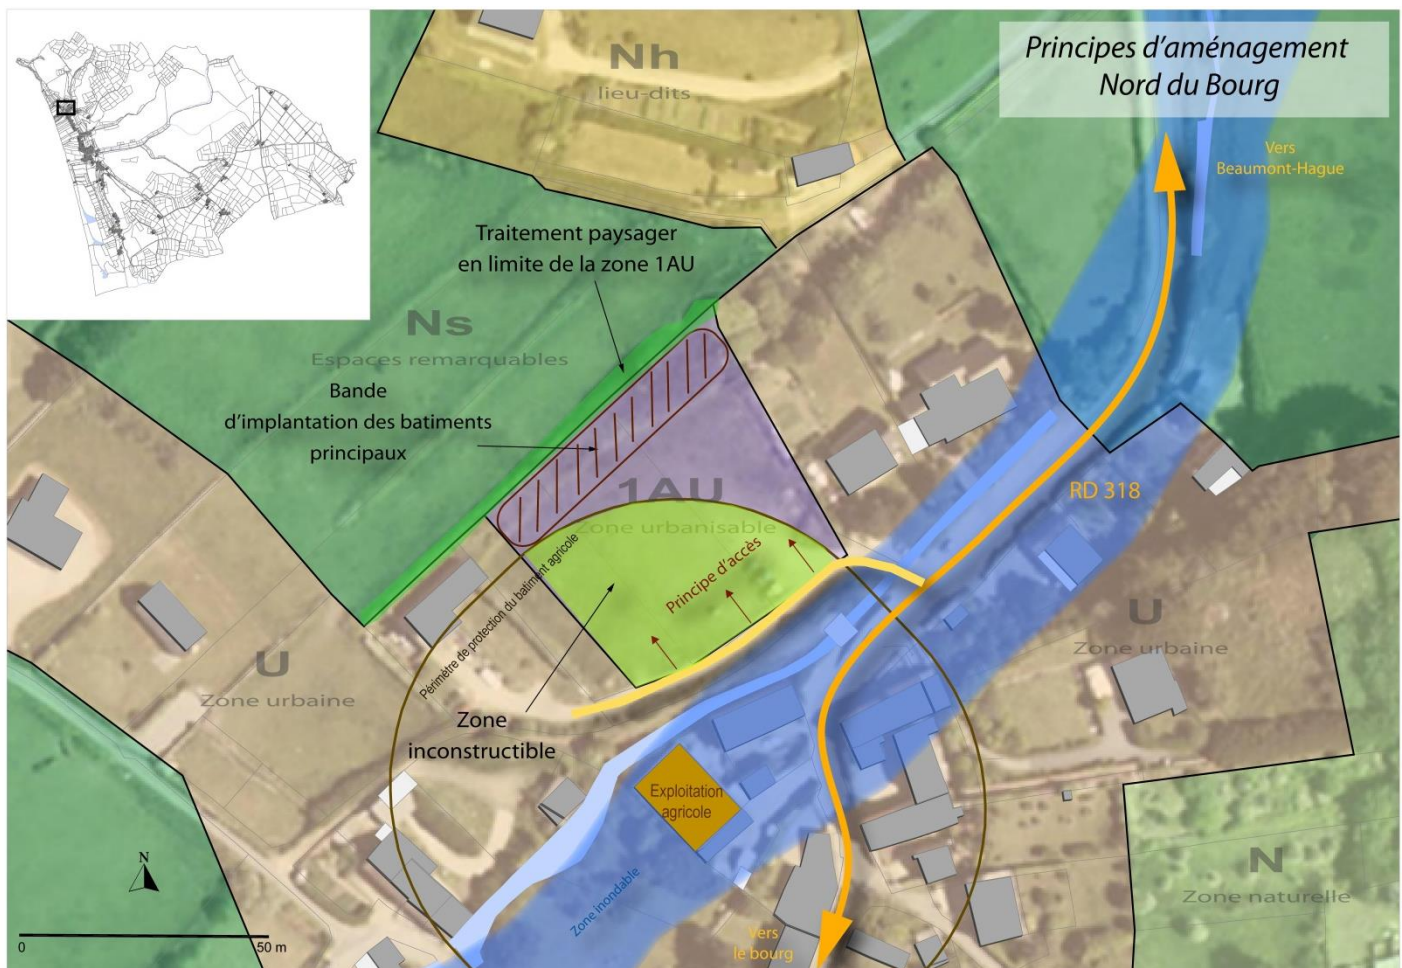 Principes d'aménagement
Nord du Bourg
Nh
lieu-dits
Vers
Beaumont-Hague
Traitement paysager
en limite de la zone 1AU
Ns
Espaces remarquables
Bande
d'implantation des batiments
principaux
1AU
Zone urbanisable
RD 318
Périmètre de protection du batiment agricole
Principe d'accès
U
Zone urbaine
U
Zone urbaine
Zone
inconstructible
Exploitation
agricole
N
Zone naturelle
Zone inondable
Vers
le bourg
N
0
50 m